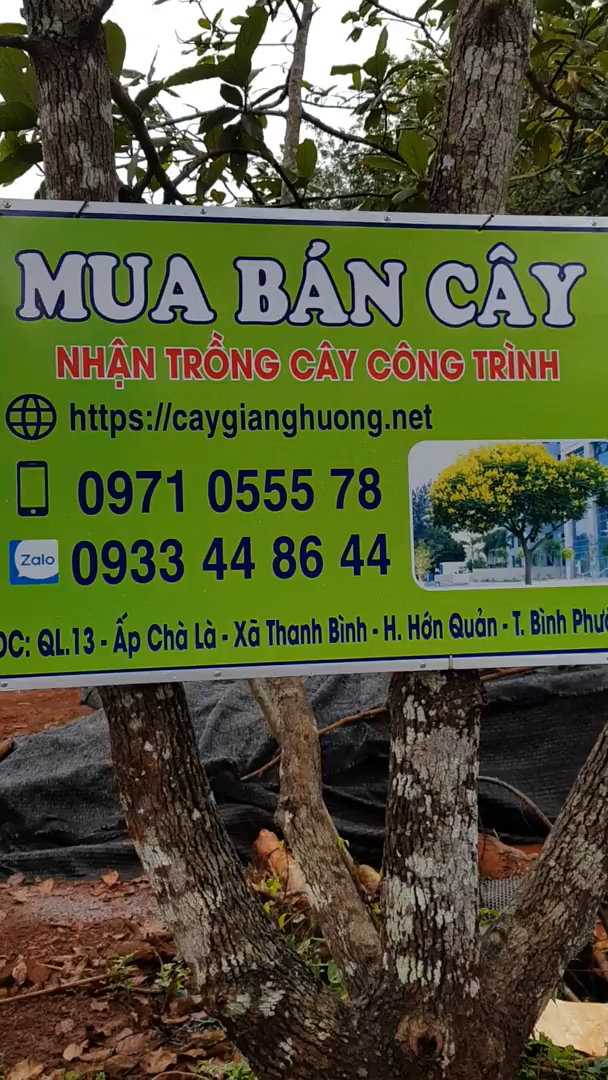 MUA BÁN CÂY
NHẬN TRỒNG CÂY CÔNG TRÌNH
https://caygianghuong.net
0971 0555 78
Zalo 0933 44 86 44
ĐC: QL.13 - Ấp Chà Là - Xã Thanh Bình - H. Hớn Quản - T. Bình